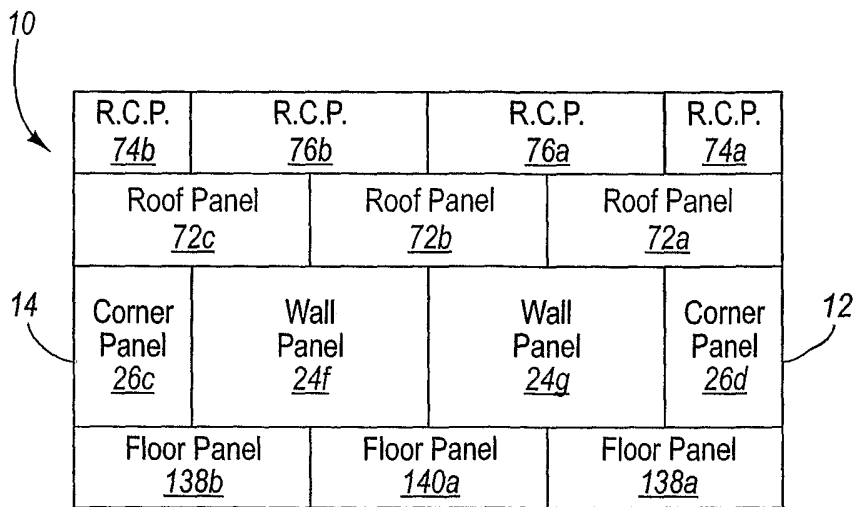 10
R.C.P. R.C.P. R.C.P. R.C.P.
74b 76b 76a 74a
Roof Panel Roof Panel Roof Panel
72c 72b 72a
14 12
Corner Wall Wall Corner
Panel Panel Panel Panel
26c 24f 24g 26d
Floor Panel Floor Panel Floor Panel
138b 140a 138a